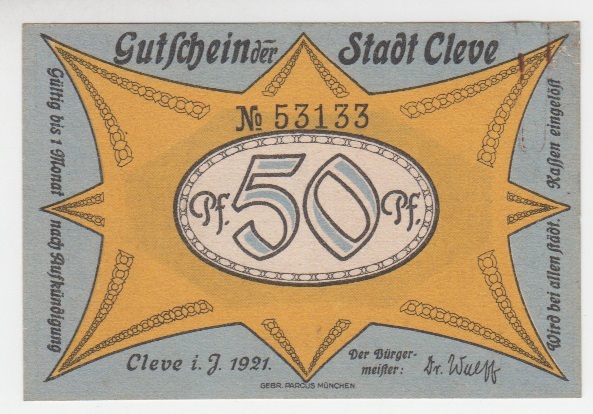 Gutschein der Stadt Cleve
Gültig bis 1 Monat nach Aufkündigung
№ 53133
Pf. 50 Pf.
Wird bei allen städt. Kassen eingelöst
Cleve i. J. 1921.
Der Bürger-
meister: Dr. Wulff
GEBR. PARCUS MÜNCHEN.